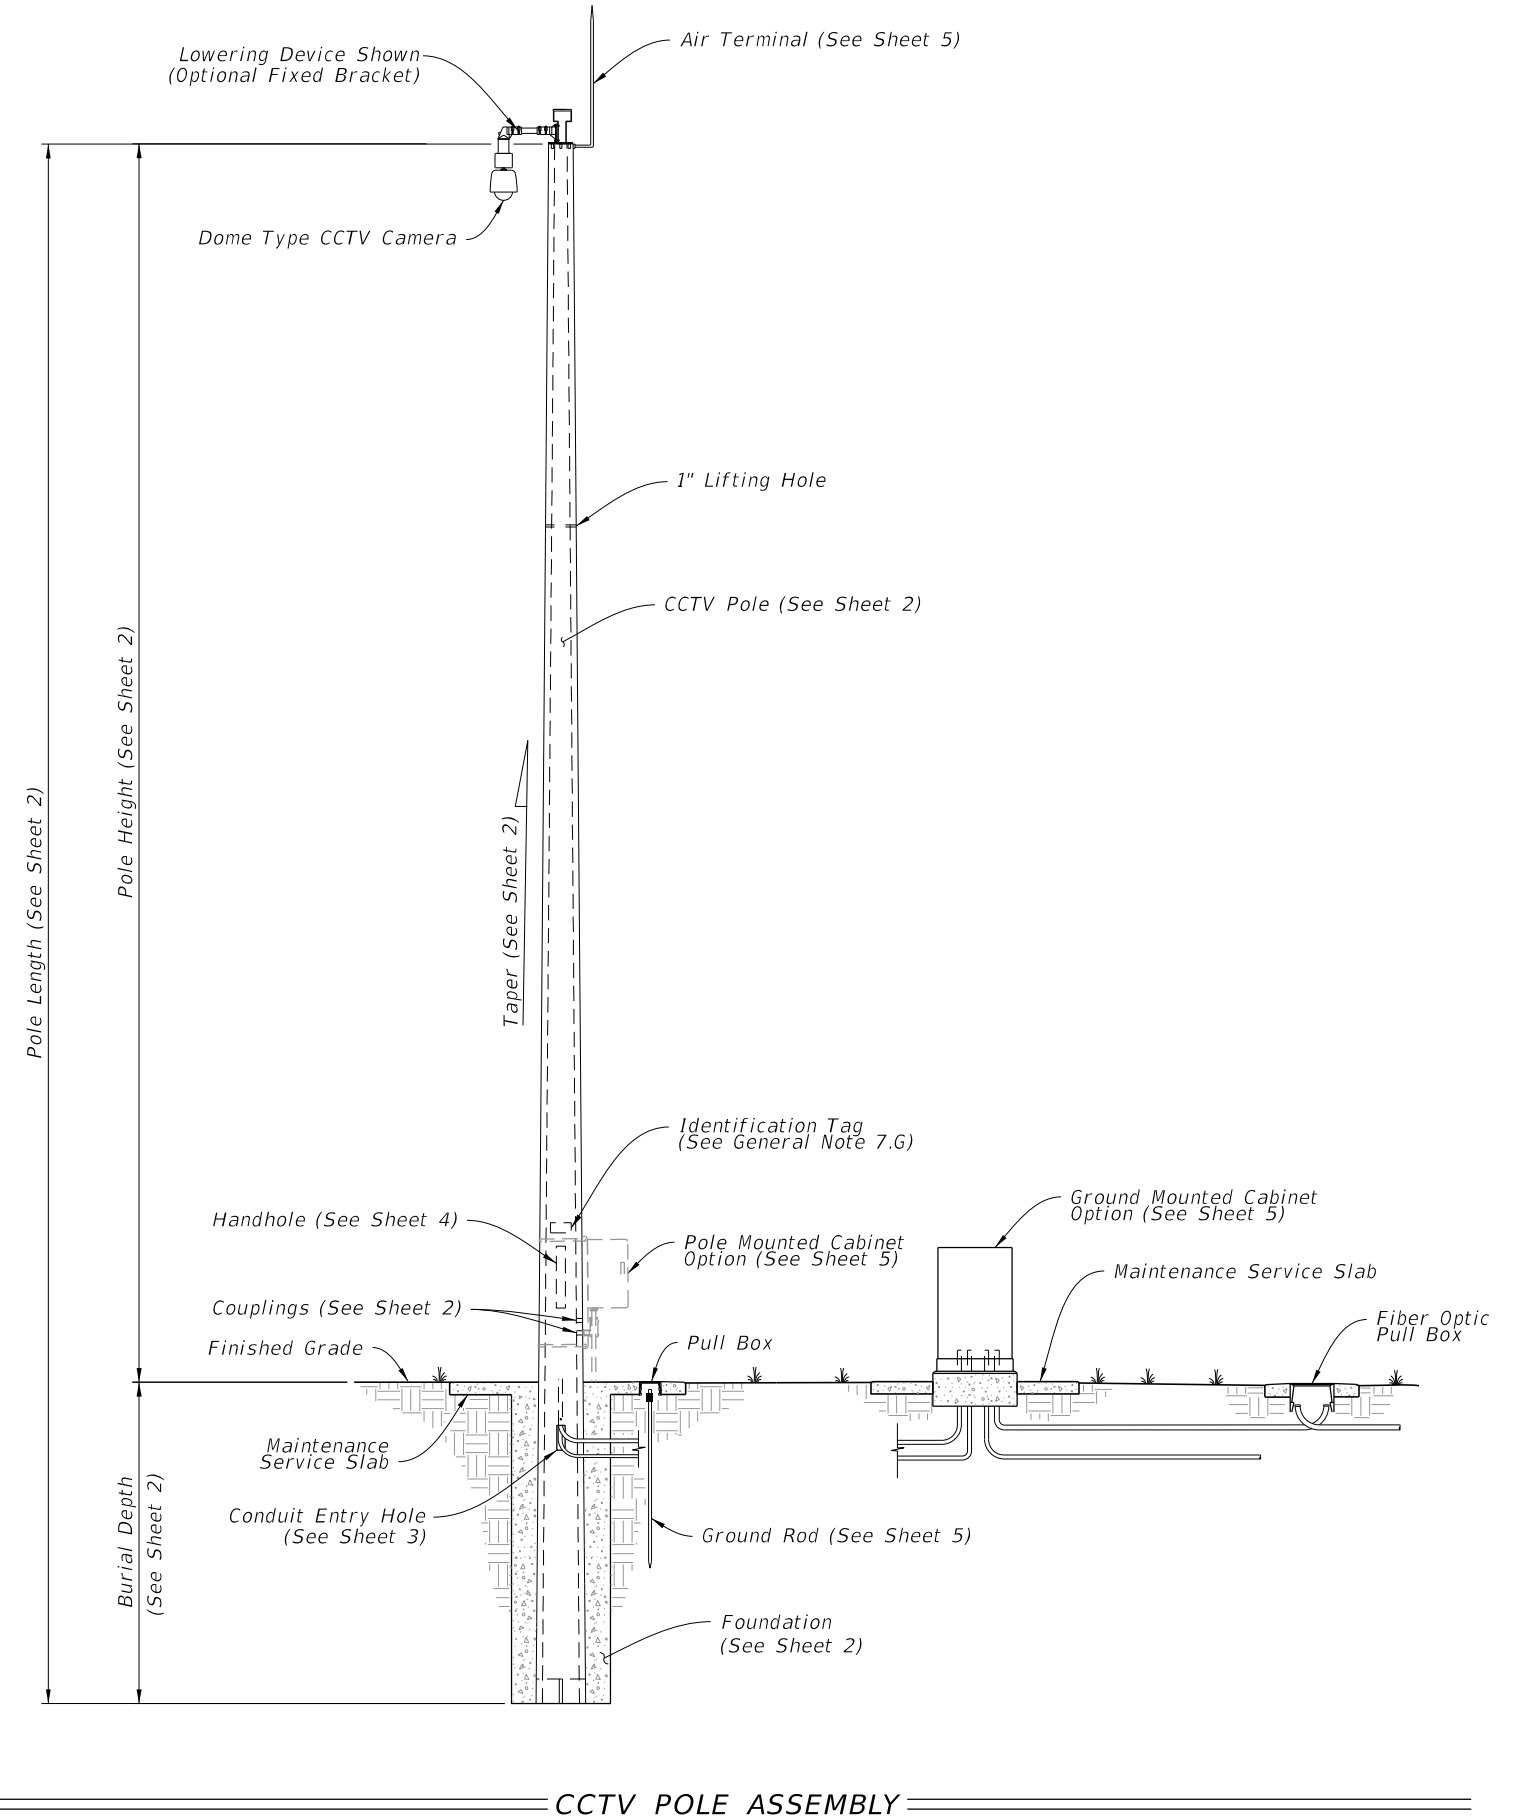 Air Terminal (See Sheet 5)
Lowering Device Shown
(Optional Fixed Bracket)
Dome Type CCTV Camera
1" Lifting Hole
CCTV Pole (See Sheet 2)
Pole Height (See Sheet 2)
Pole Length (See Sheet 2)
Taper (See Sheet 2)
Identification Tag
(See General Note 7.G)
Handhole (See Sheet 4)
Pole Mounted Cabinet
Option (See Sheet 5)
Ground Mounted Cabinet
Option (See Sheet 5)
Maintenance Service Slab
Couplings (See Sheet 2)
Fiber Optic
Pull Box
Finished Grade
Pull Box
Maintenance
Service Slab
Conduit Entry Hole
(See Sheet 3)
Burial Depth
(See Sheet 2)
Ground Rod (See Sheet 5)
Foundation
(See Sheet 2)
CCTV POLE ASSEMBLY